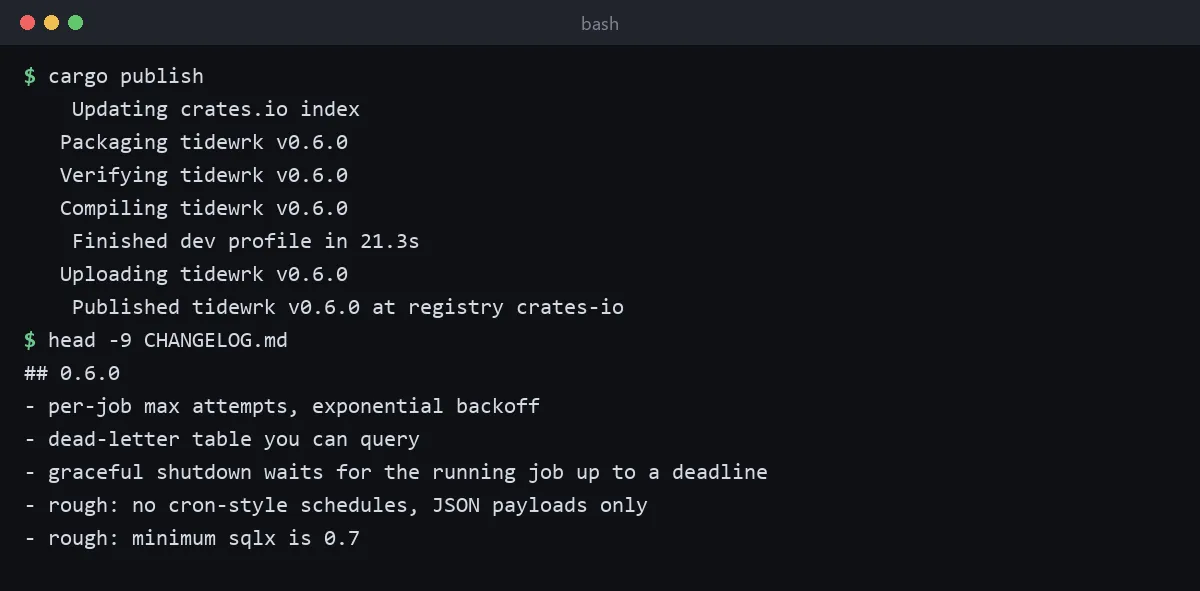 bash
$ cargo publish
Updating crates.io index
Packaging tidewrk v0.6.0
Verifying tidewrk v0.6.0
Compiling tidewrk v0.6.0
Finished dev profile in 21.3s
Uploading tidewrk v0.6.0
Published tidewrk v0.6.0 at registry crates-io
$ head -9 CHANGELOG.md
## 0.6.0
- per-job max attempts, exponential backoff
- dead-letter table you can query
- graceful shutdown waits for the running job up to a deadline
- rough: no cron-style schedules, JSON payloads only
- rough: minimum sqlx is 0.7